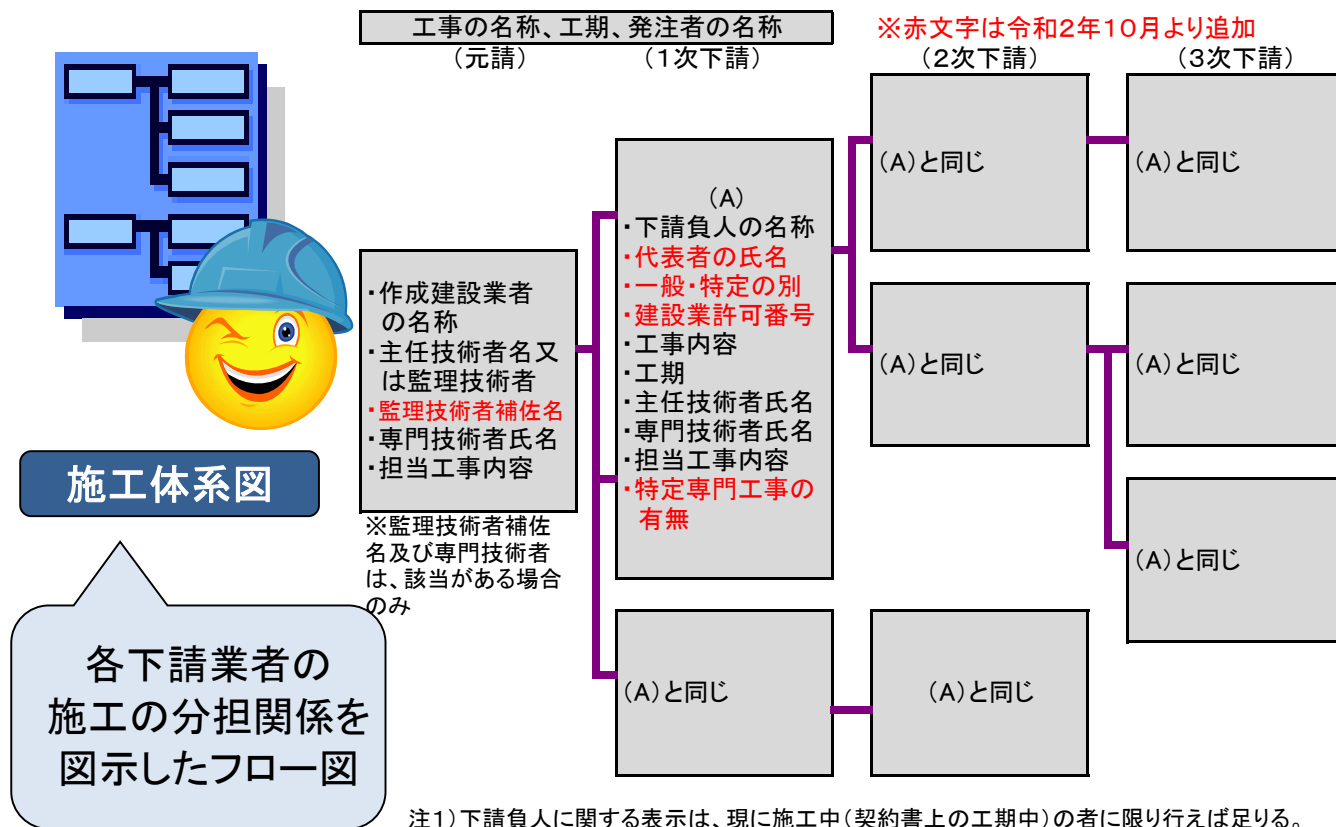 工事の名称、工期、発注者の名称
※赤文字は令和2年10月より追加
(元請)
(1次下請)
(2次下請)
(3次下請)
・作成建設業者
の名称
・主任技術者名又
は監理技術者
・監理技術者補佐名
・専門技術者氏名
・担当工事内容
※監理技術者補佐
名及び専門技術者
は、該当がある場合
のみ
(A)
・下請負人の名称
・代表者の氏名
・一般・特定の別
・建設業許可番号
・工事内容
・工期
・主任技術者氏名
・専門技術者氏名
・担当工事内容
・特定専門工事の
有無
(A)と同じ
(A)と同じ
(A)と同じ
(A)と同じ
(A)と同じ
(A)と同じ
(A)と同じ
施工体系図
各下請業者の
施工の分担関係を
図示したフロー図
注1)下請負人に関する表示は、現に施工中(契約書上の工期中)の者に限り行えば足りる。